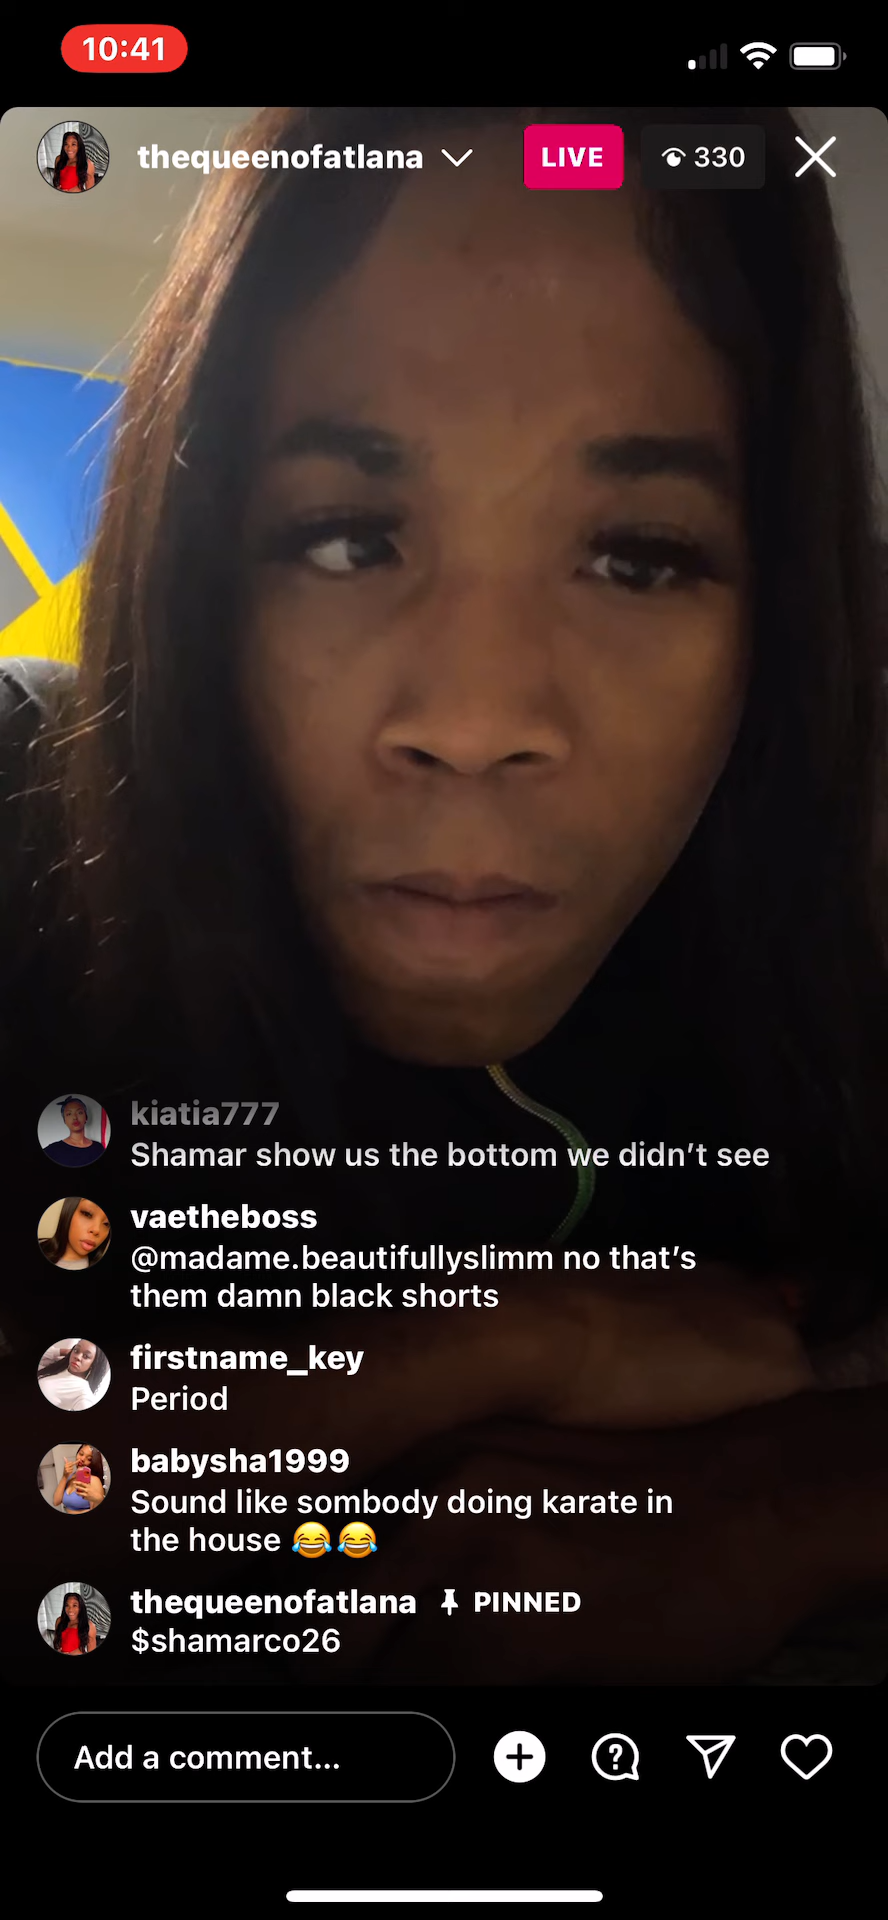 10:41
thequeenofatlana
LIVE
330
kiatia777
Shamar show us the bottom we didn’t see
vaetheboss
@madame.beautifullyslimm no that’s
them damn black shorts
firstname_key
Period
babysha1999
Sound like sombody doing karate in
the house 😂😂
thequeenofatlana PINNED
$shamarco26
Add a comment...